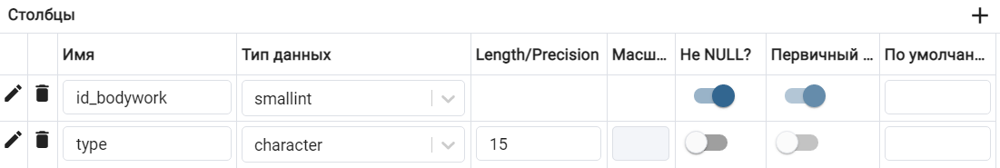 Столбцы
Имя Тип данных Length/Precision Масш... Не NULL? Первичный ... По умолчан...
id_bodywork smallint
type character 15